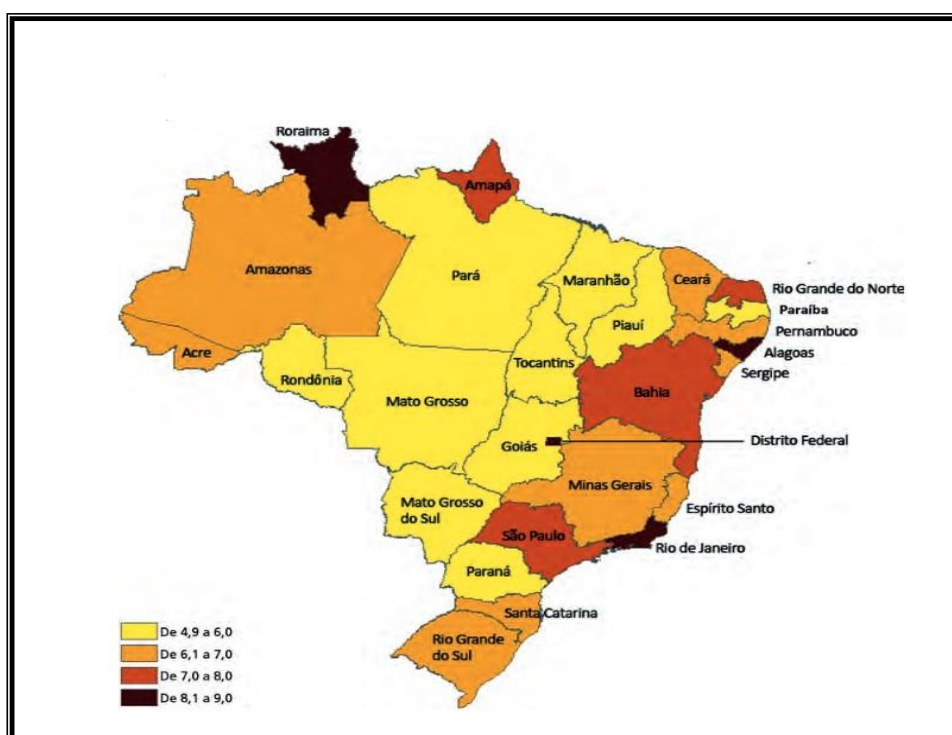 Roraima
Amapá
Amazonas
Pará
Maranhão
Ceará
Rio Grande do Norte
Paraíba
Piauí
Pernambuco
Acre
Alagoas
Rondônia
Tocantins
Sergipe
Mato Grosso
Bahia
Goiás
Distrito Federal
Minas Gerais
Mato Grosso
do Sul
Espírito Santo
São Paulo
Rio de Janeiro
Paraná
Santa Catarina
Rio Grande
do Sul
De 4,9 a 6,0
De 6,1 a 7,0
De 7,0 a 8,0
De 8,1 a 9,0